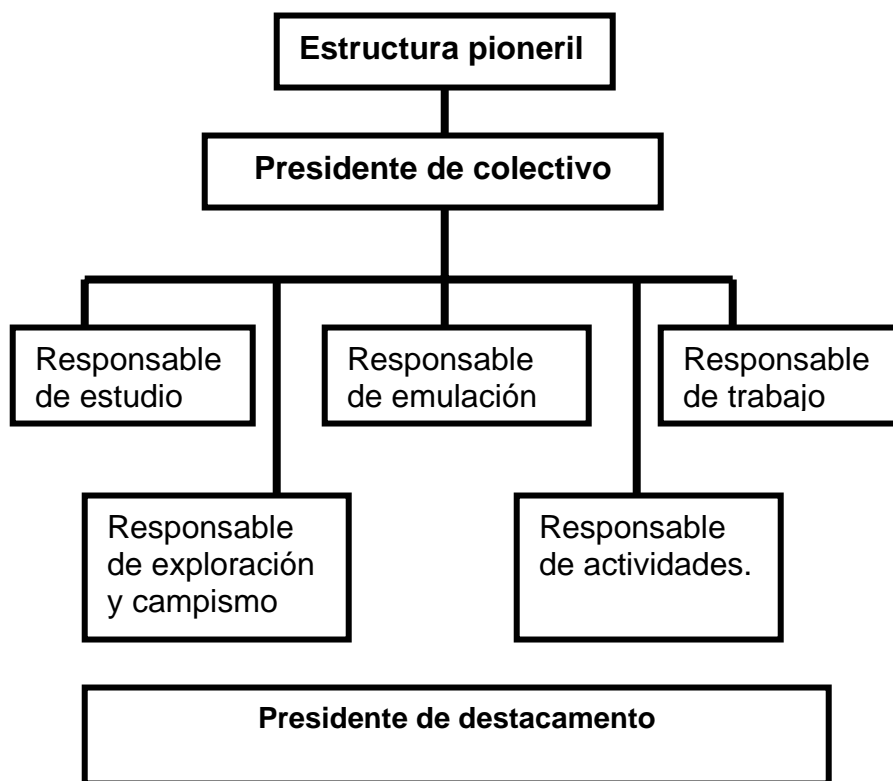 Estructura pioneril
Presidente de colectivo
Responsable
de estudio
Responsable
de emulación
Responsable
de trabajo
Responsable
de exploración
y campismo
Responsable
de actividades.
Presidente de destacamento